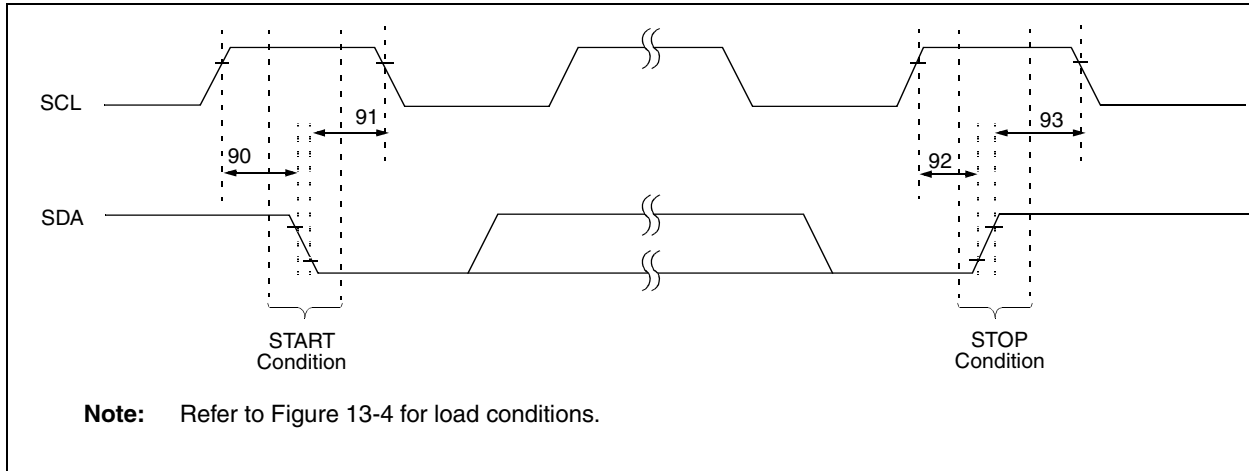 SCL
91
93
90
92
SDA
START
Condition
STOP
Condition
Note: Refer to Figure 13-4 for load conditions.